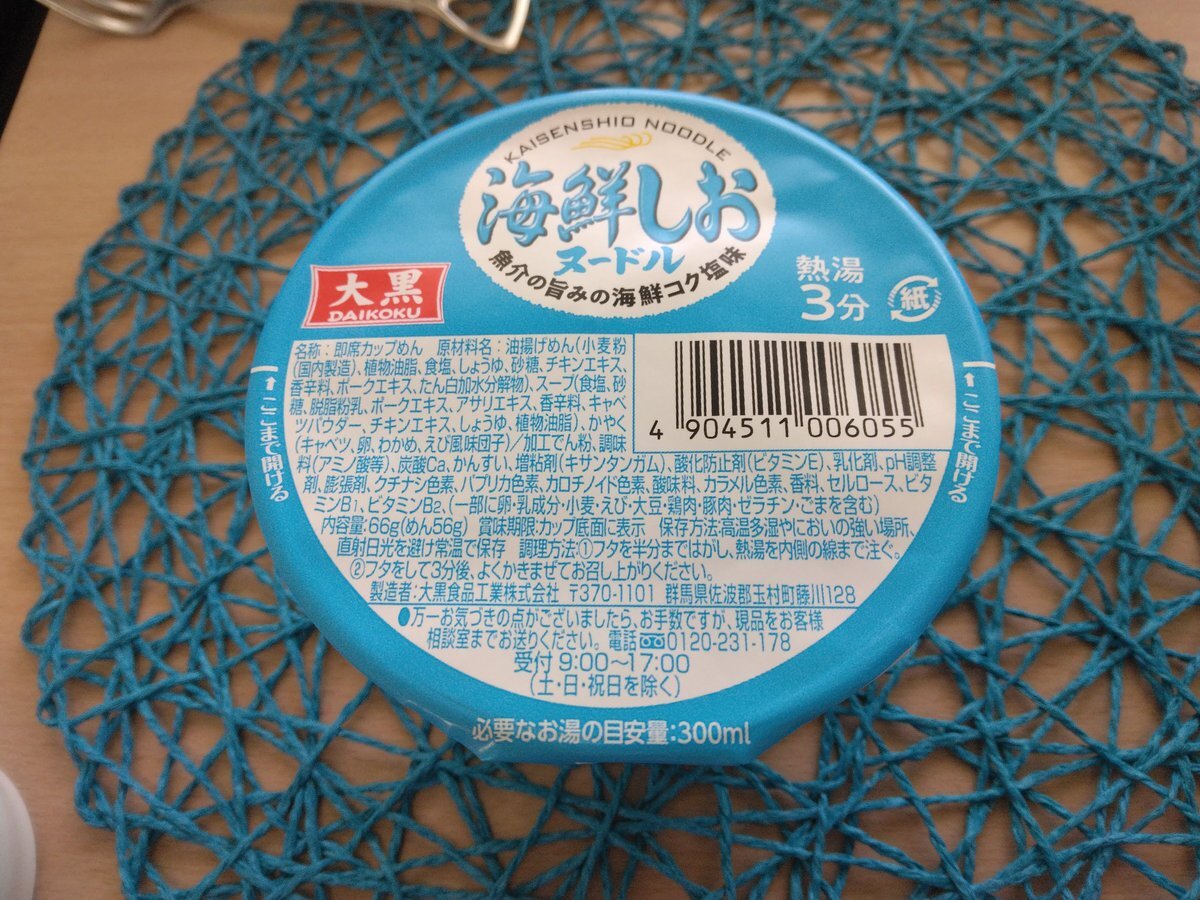 KAISENSHIO NOODLE
海鮮しお
ヌードル
魚介の旨みの海鮮コク塩味
大黒
DAIKOKU
熱湯
3分
紙
名称:即席カップめん 原材料名:油揚げめん(小麦粉
(国内製造)、植物油脂、食塩、しょうゆ、砂糖、チキンエキス、
香辛料、ポークエキス、たん白加水分解物)、スープ(食塩、砂
糖、脱脂粉乳、ポークエキス、アサリエキス、香辛料、キャベ
ツパウダー、チキンエキス、しょうゆ、植物油脂)、かやく
(キャベツ、卵、わかめ、えび風味団子)/加工でん粉、調味
料(アミノ酸等)、炭酸Ca、かんすい、増粘剤(キサンタンガム)、酸化防止剤(ビタミンE)、乳化剤、pH調整
剤、膨張剤、クチナシ色素、パプリカ色素、カロチノイド色素、酸味料、カラメル色素、香料、セルロース、ビタ
ミンB1、ビタミンB2、(一部に卵・乳成分・小麦・えび・大豆・鶏肉・豚肉・ゼラチン・ごまを含む)
内容量:66g(めん56g) 賞味期限:カップ底面に表示 保存方法:高温多湿やにおいの強い場所、
直射日光を避け常温で保存 調理方法:①フタを半分まではがし、熱湯を内側の線まで注ぐ。
②フタをして3分後、よくかきまぜてお召し上がりください。
製造者:大黒食品工業株式会社 〒370-1101 群馬県佐波郡玉村町藤川128
4 904511 006055
●万一お気づきの点がございましたら、お手数ですが、現品をお客様
相談室までお送りください。電話0120-231-178
受付 9:00〜17:00
(土・日・祝日を除く)
必要なお湯の目安量:300ml
↑ここまで開ける
↑ここまで開ける